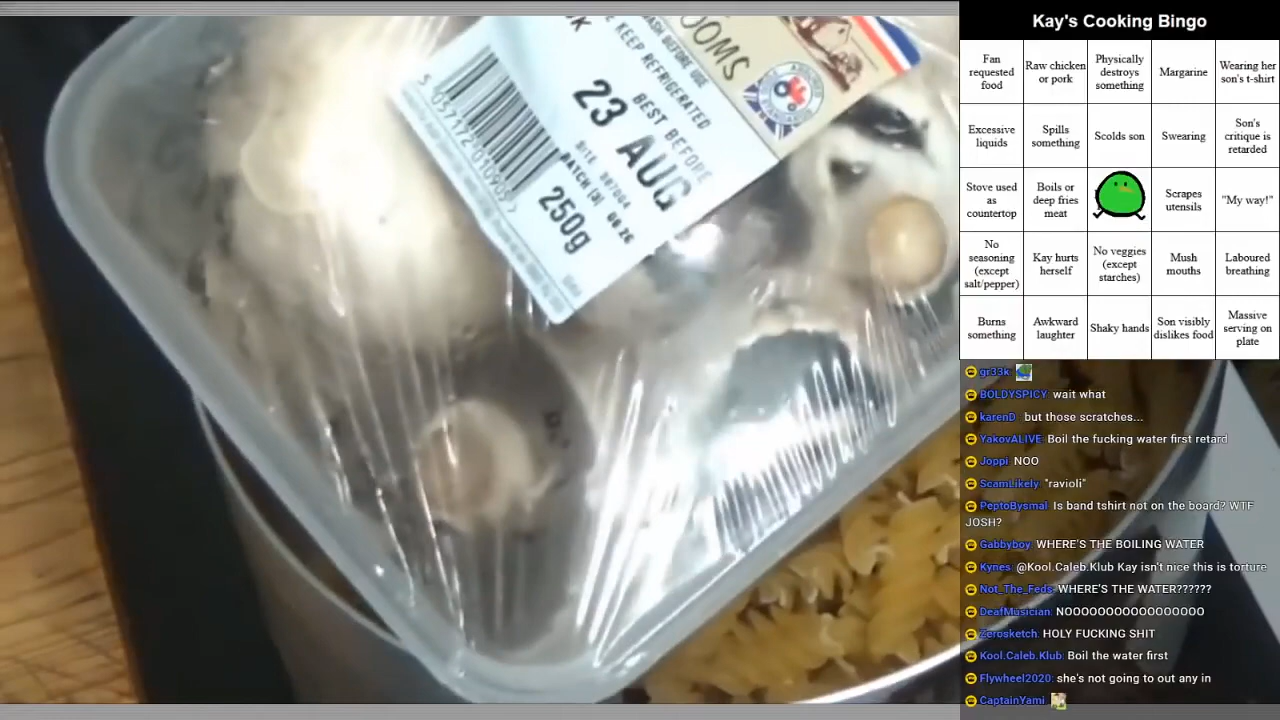 OOMS
WASH BEFORE USE
KEEP REFRIGERATED
BEST BEFORE
23 AUG
SITE
BATCH (3)
250g
Kay's Cooking Bingo
Fan requested food
Raw chicken or pork
Physically destroys something
Margarine
Wearing her son's t-shirt
Excessive liquids
Spills something
Scolds son
Swearing
Son's critique is retarded
Stove used as countertop
Boils or deep fries meat
Scrapes utensils
"My way!"
No seasoning (except salt/pepper)
Kay hurts herself
No veggies (except starches)
Mush mouths
Laboured breathing
Burns something
Awkward laughter
Shaky hands
Son visibly dislikes food
Massive serving on plate
gr33k:
BOLDYSPICY: wait what
karenD: but those scratches...
YakovALIVE: Boil the fucking water first retard
Joppi: NOO
ScamLikely: "ravioli"
PeptoBysmal: Is band tshirt not on the board? WTF
JOSH?
Gabbyboy: WHERE'S THE BOILING WATER
Kynes: @Kool.Caleb.Klub Kay isn't nice this is torture
Not_The_Feds: WHERE'S THE WATER??????
DeafMusician: NOOOOOOOOOOOOOOOOO
Zerosketch: HOLY FUCKING SHIT
Kool.Caleb.Klub: Boil the water first
Flywheel2020: she's not going to out any in
CaptainYami: